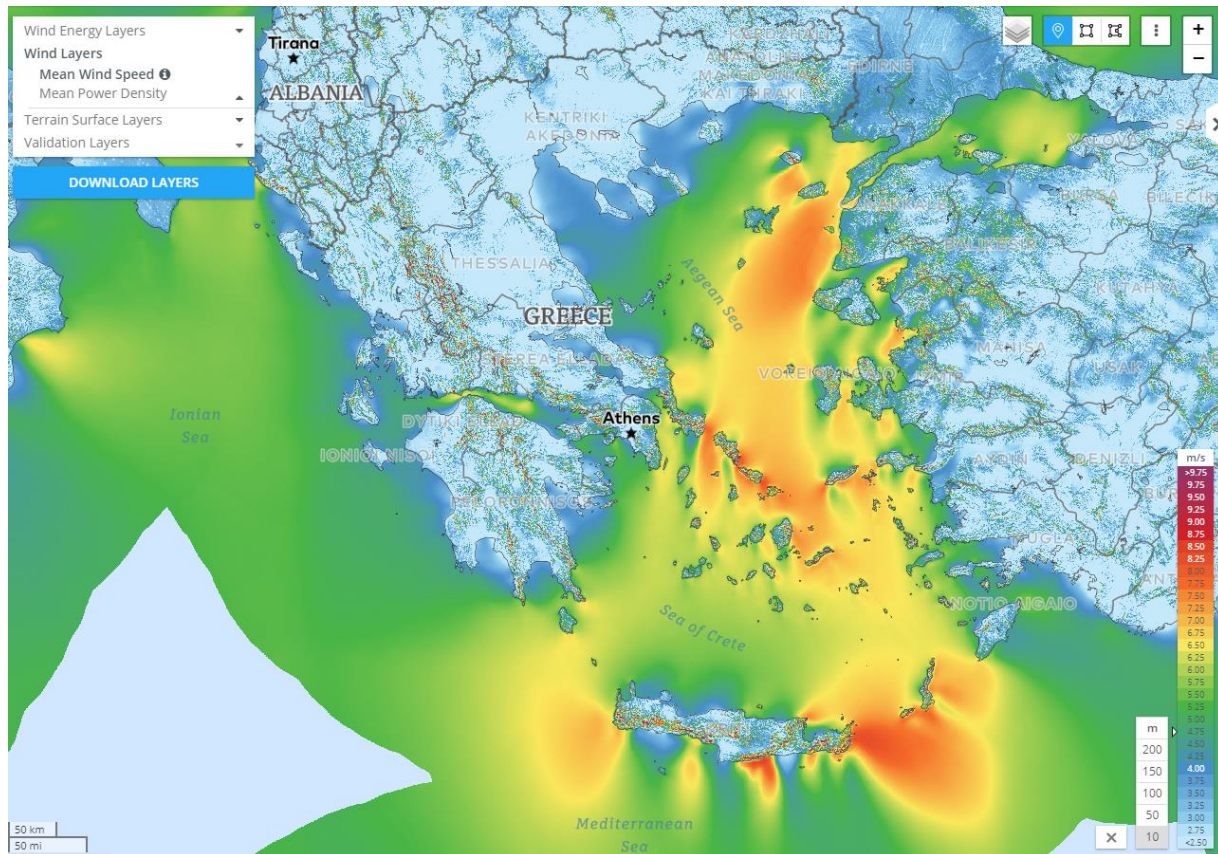 Wind Energy Layers
Wind Layers
Mean Wind Speed
Mean Power Density
Terrain Surface Layers
Validation Layers
DOWNLOAD LAYERS
+
−
Tirana
ALBANIA
KENTRIKI
ANATOLIKI
MAKEDONIA
KAI THRAKI
EDIRNE
YALOVA
BURSA
BILECIK
BALIKESIR
KUTAHYA
THESSALIA
Aegean Sea
GREECE
STEREA ELLADA
MANISA
USAK
VOREIO AIGAIO
Ionian
Sea
DYTIKI ELLADA
Athens
IONIOI NISOI
AYDIN
DENIZLI
PELOPONNISOS
MUGLA
NOTIO AIGAIO
Sea of Crete
Mediterranean
Sea
50 km
50 mi
m
200
150
100
50
10
m/s
>9.75
9.75
9.50
9.25
9.00
8.75
8.50
8.25
8.00
7.75
7.50
7.25
7.00
6.75
6.50
6.25
6.00
5.75
5.50
5.25
5.00
4.75
4.50
4.25
4.00
3.75
3.50
3.25
3.00
2.75
<2.50